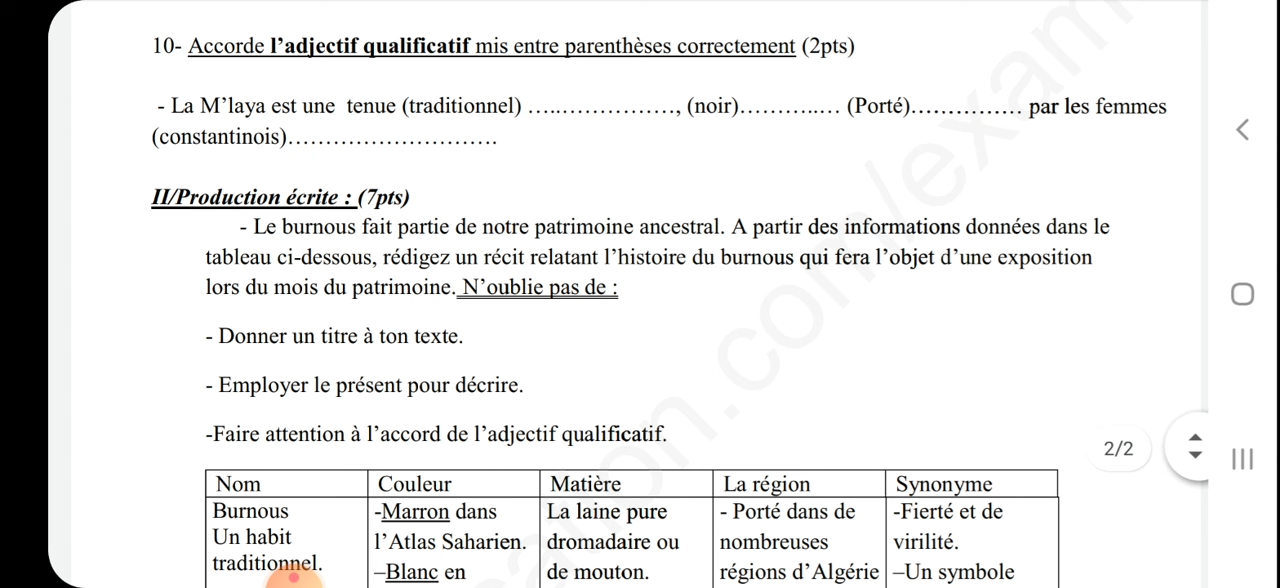 10- Accorde l’adjectif qualificatif mis entre parenthèses correctement (2pts)
- La M’laya est une tenue (traditionnel) ………………….., (noir)………….. (Porté)…………… par les femmes
(constantinois)……………………….
II/Production écrite : (7pts)
- Le burnous fait partie de notre patrimoine ancestral. A partir des informations données dans le
tableau ci-dessous, rédigez un récit relatant l’histoire du burnous qui fera l’objet d’une exposition
lors du mois du patrimoine. N’oublie pas de :
- Donner un titre à ton texte.
- Employer le présent pour décrire.
-Faire attention à l’accord de l’adjectif qualificatif.
2/2
Nom Couleur Matière La région Synonyme
Burnous -Marron dans La laine pure - Porté dans de -Fierté et de
Un habit l’Atlas Saharien. dromadaire ou nombreuses virilité.
traditionnel. –Blanc en de mouton. régions d’Algérie –Un symbole
.com/exam